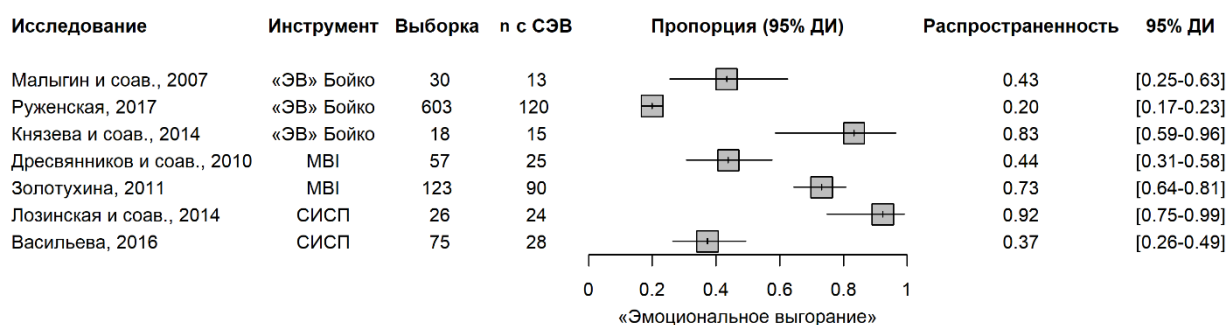 Исследование Инструмент Выборка n с СЭВ Пропорция (95% ДИ) Распространенность 95% ДИ
Малыгин и соав., 2007 «ЭВ» Бойко 30 13 0.43 [0.25-0.63]
Руженская, 2017 «ЭВ» Бойко 603 120 0.20 [0.17-0.23]
Князева и соав., 2014 «ЭВ» Бойко 18 15 0.83 [0.59-0.96]
Дресвянников и соав., 2010 MBI 57 25 0.44 [0.31-0.58]
Золотухина, 2011 MBI 123 90 0.73 [0.64-0.81]
Лозинская и соав., 2014 СИСП 26 24 0.92 [0.75-0.99]
Васильева, 2016 СИСП 75 28 0.37 [0.26-0.49]
0 0.2 0.4 0.6 0.8 1
«Эмоциональное выгорание»